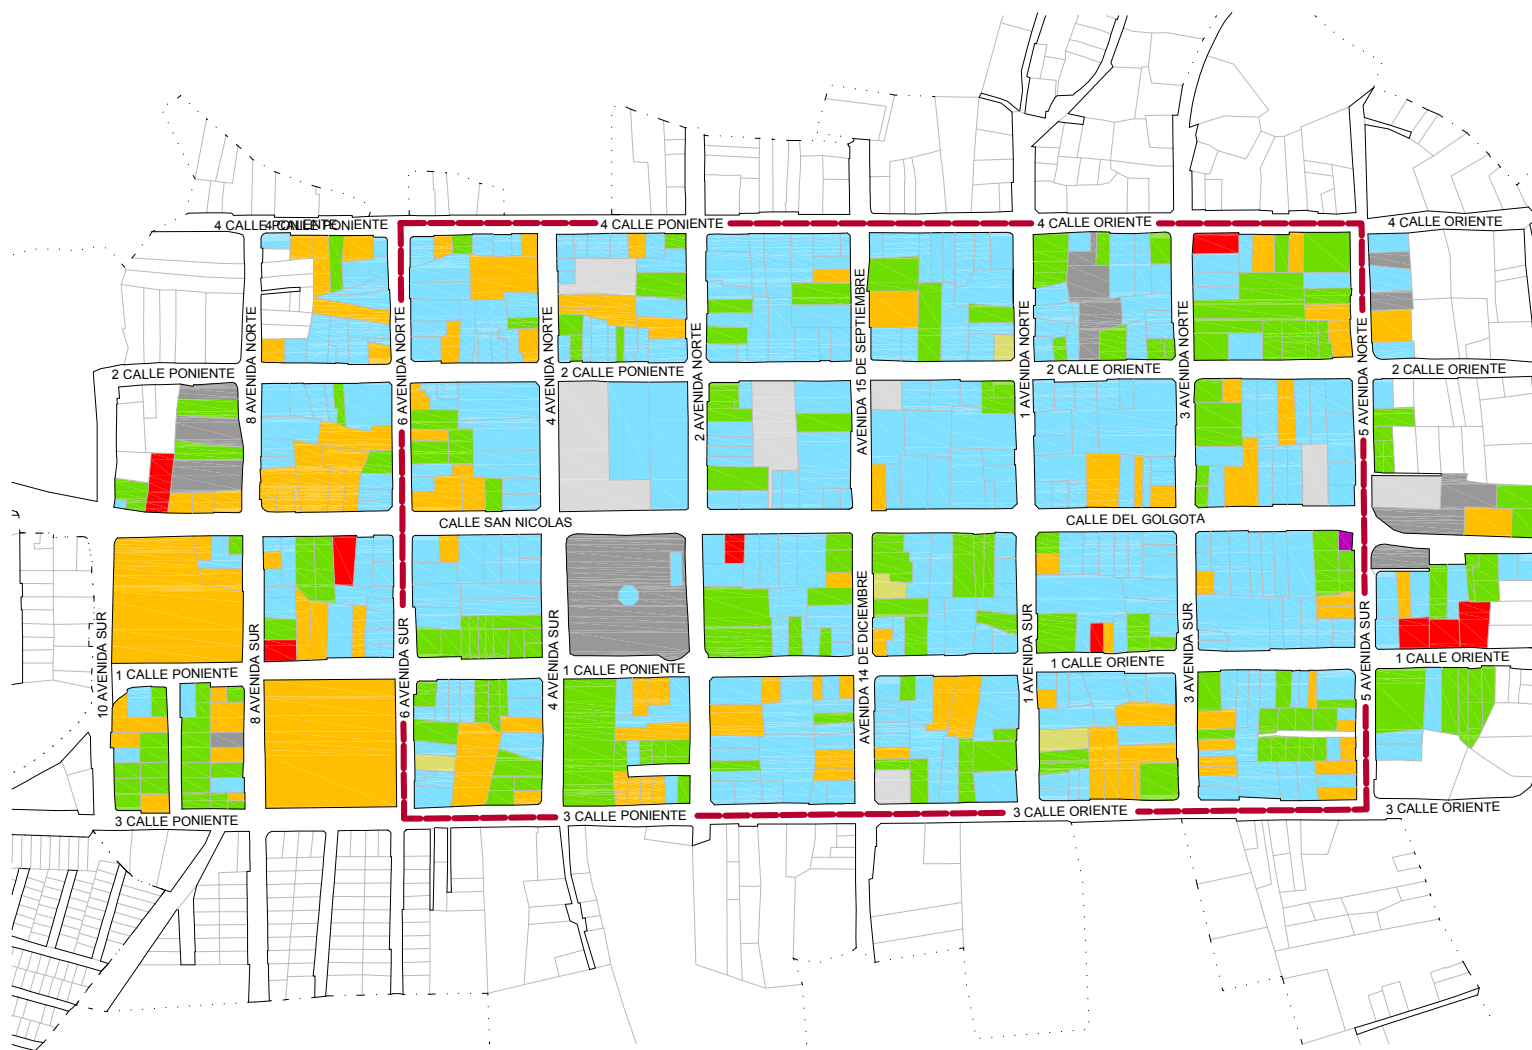 4 CALLE PONIENTE
4 CALLE PONIENTE
4 CALLE PONIENTE
4 CALLE ORIENTE
4 CALLE ORIENTE
8 AVENIDA NORTE
6 AVENIDA NORTE
4 AVENIDA NORTE
2 AVENIDA NORTE
AVENIDA 15 DE SEPTIEMBRE
1 AVENIDA NORTE
3 AVENIDA NORTE
5 AVENIDA NORTE
2 CALLE PONIENTE
2 CALLE PONIENTE
2 CALLE ORIENTE
2 CALLE ORIENTE
CALLE SAN NICOLAS
CALLE DEL GOLGOTA
10 AVENIDA SUR
8 AVENIDA SUR
6 AVENIDA SUR
4 AVENIDA SUR
AVENIDA 14 DE DICIEMBRE
1 AVENIDA SUR
3 AVENIDA SUR
5 AVENIDA SUR
1 CALLE PONIENTE
1 CALLE PONIENTE
1 CALLE ORIENTE
1 CALLE ORIENTE
3 CALLE PONIENTE
3 CALLE PONIENTE
3 CALLE ORIENTE
3 CALLE ORIENTE